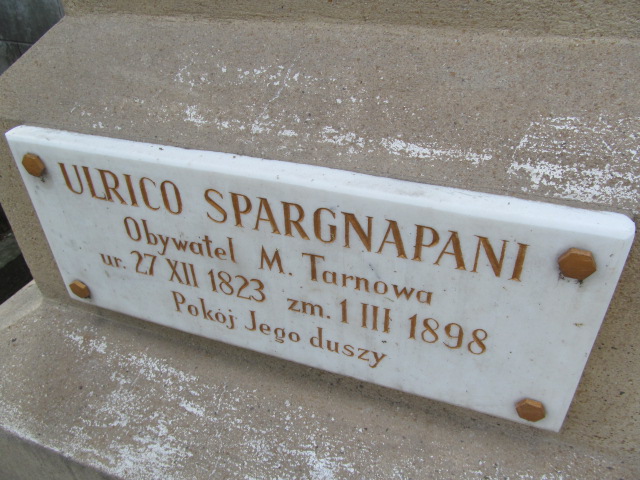 ULRICO SPARGNAPANI
Obywatel M. Tarnowa
ur. 27 XII 1823 zm. 1 III 1898
Pokój Jego duszy